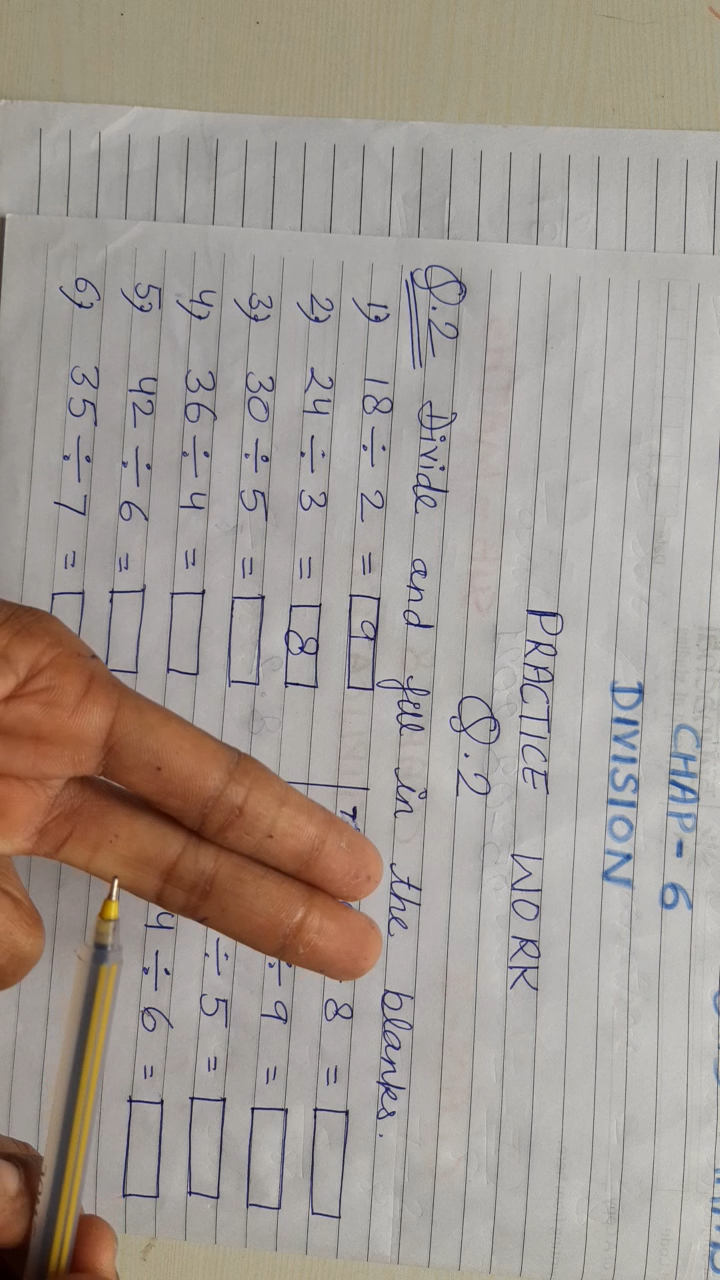 CHAP-6
DIVISION
PRACTICE WORK
Q.2
Q.2 Divide and fill in the blanks.
1) 18 ÷ 2 = 9
8 =
2) 24 ÷ 3 = 8
÷ 9 =
3) 30 ÷ 5 =
÷ 5 =
4) 36 ÷ 4 =
4 ÷ 6 =
5) 42 ÷ 6 =
6) 35 ÷ 7 =